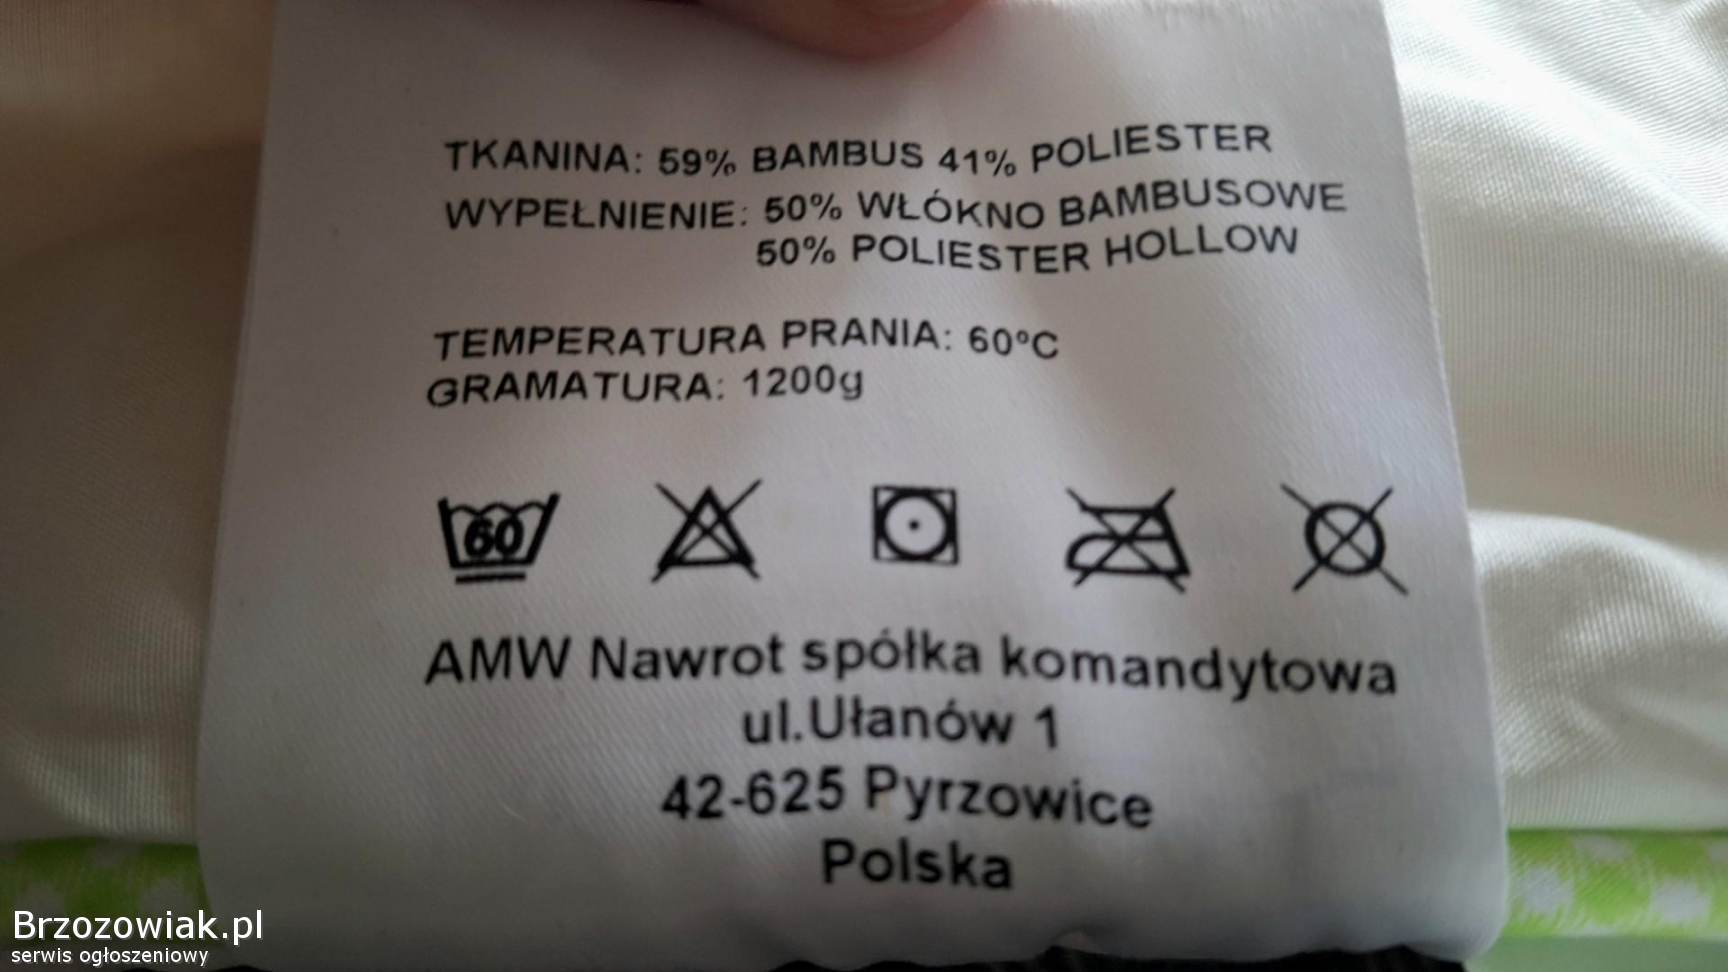 TKANINA: 59% BAMBUS 41% POLIESTER
WYPEŁNIENIE: 50% WŁÓKNO BAMBUSOWE
50% POLIESTER HOLLOW
TEMPERATURA PRANIA: 60ºC
GRAMATURA: 1200g
60
AMW Nawrot spółka komandytowa
ul.Ułanów 1
42-625 Pyrzowice
Polska
Brzozowiak.pl
serwis ogłoszeniowy